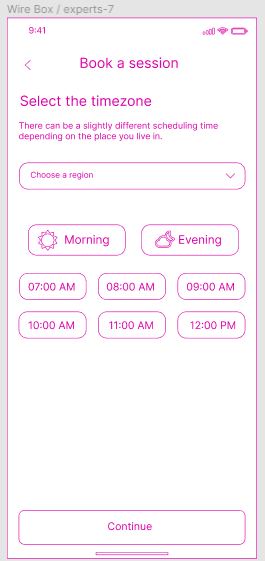 Wire Box / experts-7
9:41
Book a session
Select the timezone
There can be a slightly different scheduling time
depending on the place you live in.
Choose a region
Morning
Evening
07:00 AM
08:00 AM
09:00 AM
10:00 AM
11:00 AM
12:00 PM
Continue